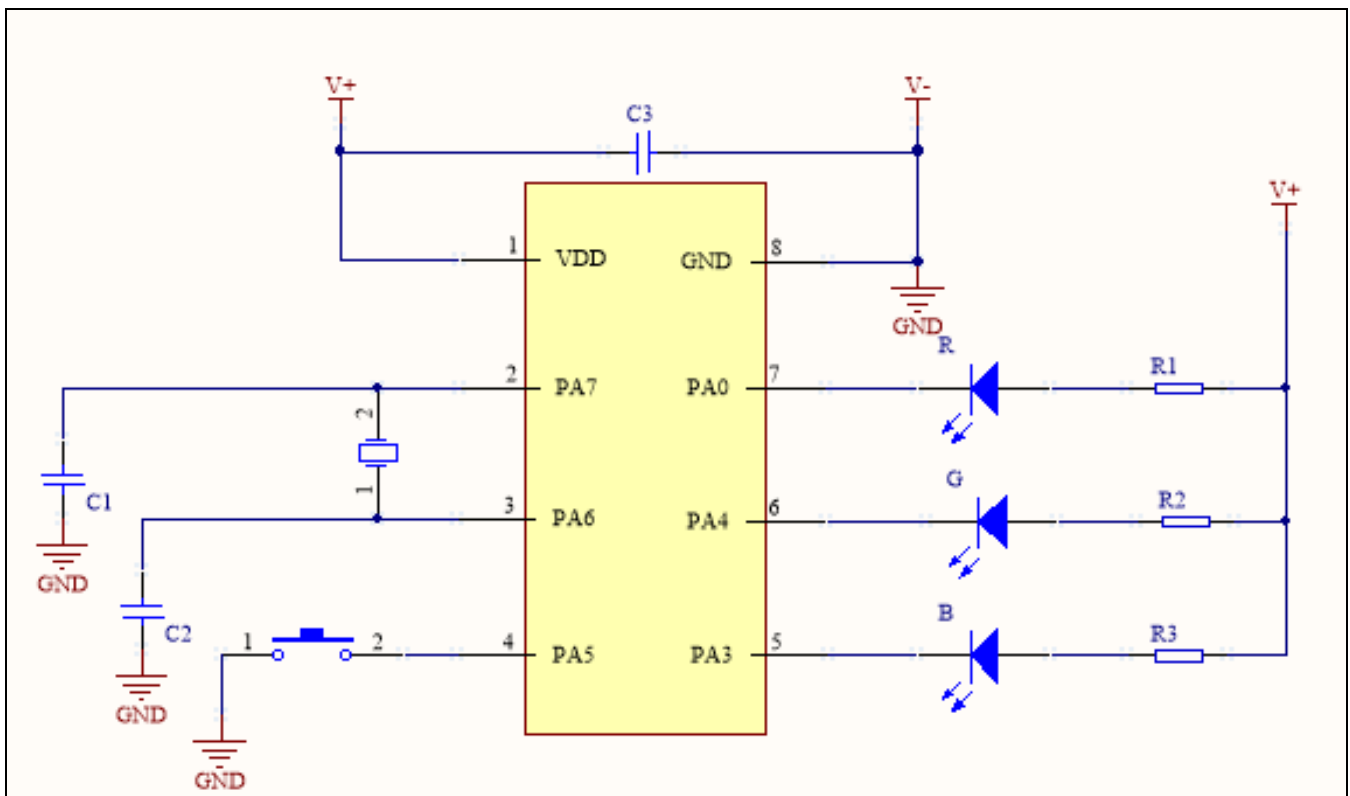 V+
V-
C3
V+
1
VDD
GND
8
GND
R
R1
2
PA7
PA0
7
2
G
R2
C1
1
3
PA6
PA4
6
GND
C2
B
R3
1
2
4
PA5
PA3
5
GND
GND